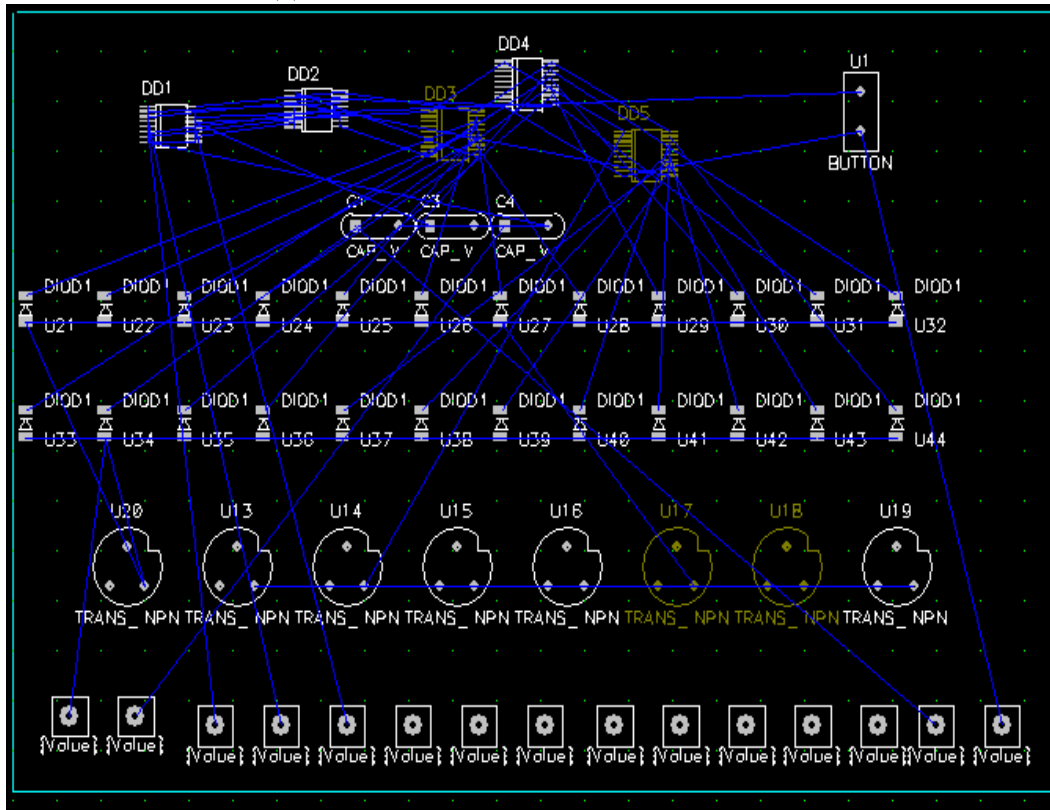 DD4
U1
DD2
DD1
DD3
DD5
BUTTON
C1 C3 C4
CAP_V CAP_V CAP_V
DIOD1 DIOD1 DIOD1 DIOD1 DIOD1 DIOD1 DIOD1 DIOD1 DIOD1 DIOD1 DIOD1 DIOD1
U21 U22 U23 U24 U25 U26 U27 U28 U29 U30 U31 U32
DIOD1 DIOD1 DIOD1 DIOD1 DIOD1 DIOD1 DIOD1 DIOD1 DIOD1 DIOD1 DIOD1 DIOD1
U33 U34 U35 U36 U37 U38 U39 U40 U41 U42 U43 U44
U20 U13 U14 U15 U16 U17 U18 U19
TRANS_NPN TRANS_NPN TRANS_NPN TRANS_NPN TRANS_NPN TRANS_NPN TRANS_NPN TRANS_NPN
{Value} {Value}
{Value} {Value} {Value} {Value} {Value} {Value} {Value} {Value} {Value} {Value} {Value} {Value} {Value}